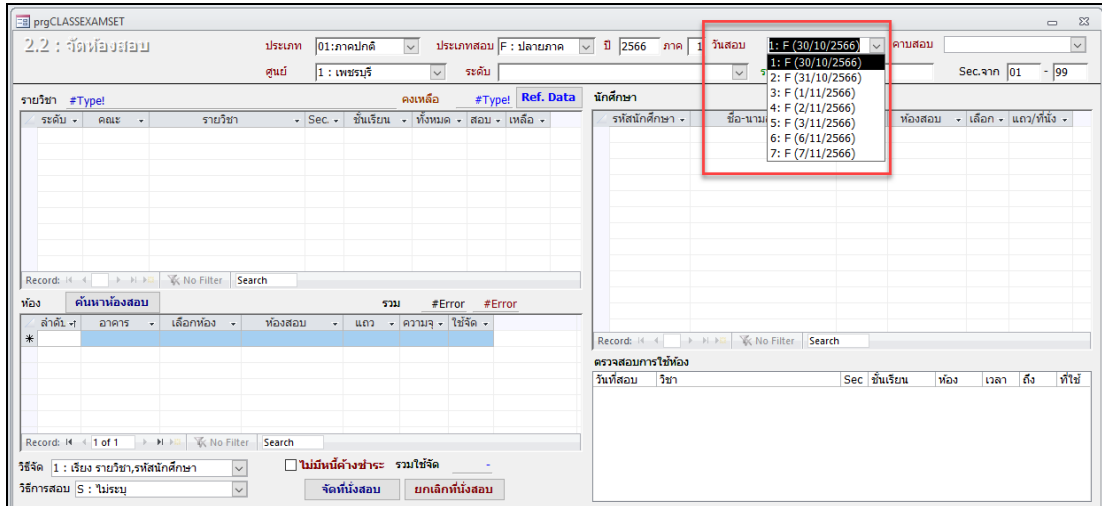 prgCLASSEXAMSET
2.2 : จัดห้องสอบ
ประเภท 01:ภาคปกติ ประเภทสอบ F : ปลายภาค ปี 2566 ภาค 1 วันสอบ 1: F (30/10/2566) คาบสอบ
ศูนย์ 1 : เพชรบุรี ระดับ Sec.จาก 01 - 99
1: F (30/10/2566)
2: F (31/10/2566)
3: F (1/11/2566)
4: F (2/11/2566)
5: F (3/11/2566)
6: F (6/11/2566)
7: F (7/11/2566)
รายวิชา #Type! คงเหลือ #Type! Ref. Data
ระดับ คณะ รายวิชา Sec. ชั้นเรียน ทั้งหมด สอบ เหลือ
Record: No Filter Search
นักศึกษา
รหัสนักศึกษา ชื่อ-นาม ห้องสอบ เลือก แถว/ที่นั่ง
Record: No Filter Search
ห้อง ค้นหาห้องสอบ รวม #Error #Error
ลำดับ อาคาร เลือกห้อง ห้องสอบ แถว ความจุ ใช้จัด
Record: 1 of 1 No Filter Search
ตรวจสอบการใช้ห้อง
วันที่สอบ วิชา Sec ชั้นเรียน ห้อง เวลา ถึง ที่ใช้
วิธีจัด 1 : เรียง รายวิชา,รหัสนักศึกษา ไม่มีหนี้ค้างชำระ รวมใช้จัด -
วิธีการสอบ S : ไม่ระบุ จัดที่นั่งสอบ ยกเลิกที่นั่งสอบ